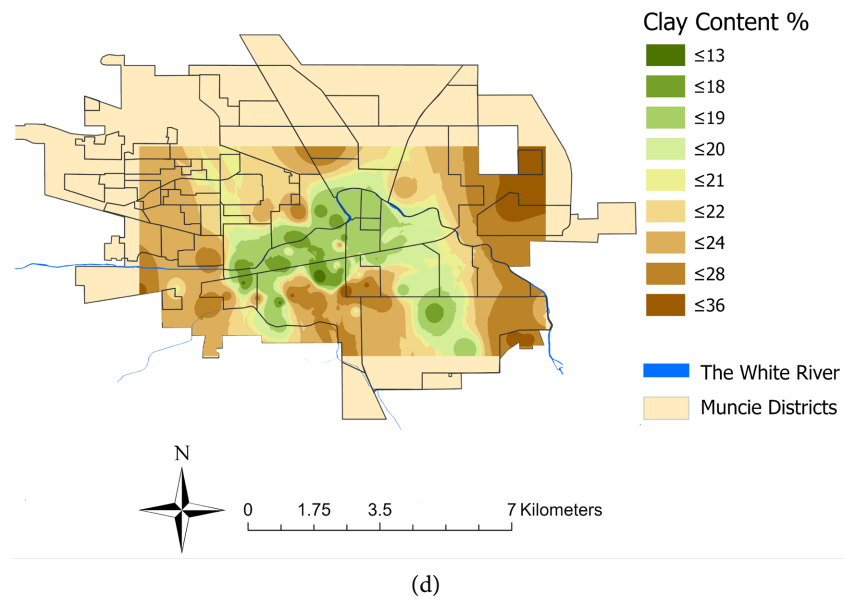 Clay Content %
≤13
≤18
≤19
≤20
≤21
≤22
≤24
≤28
≤36
The White River
Muncie Districts
N
0 1.75 3.5 7 Kilometers
(d)